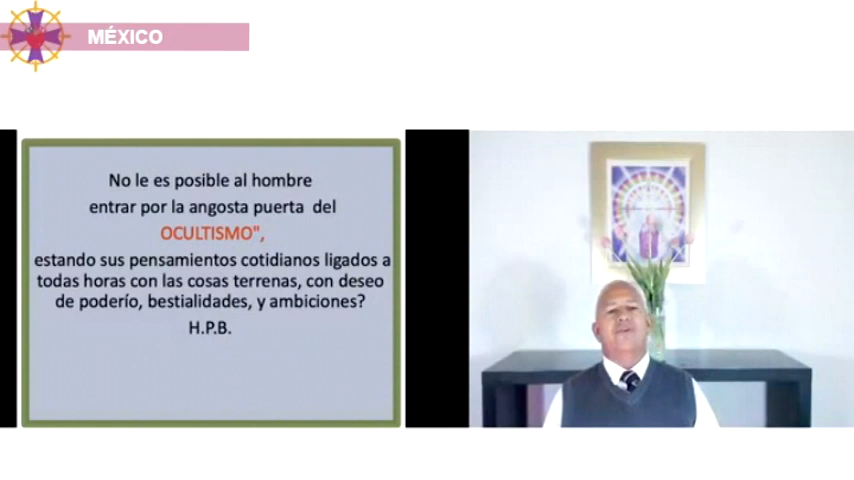 MÉXICO
No le es posible al hombre
entrar por la angosta puerta del
OCULTISMO",
estando sus pensamientos cotidianos ligados a
todas horas con las cosas terrenas, con deseo
de poderío, bestialidades, y ambiciones?
H.P.B.